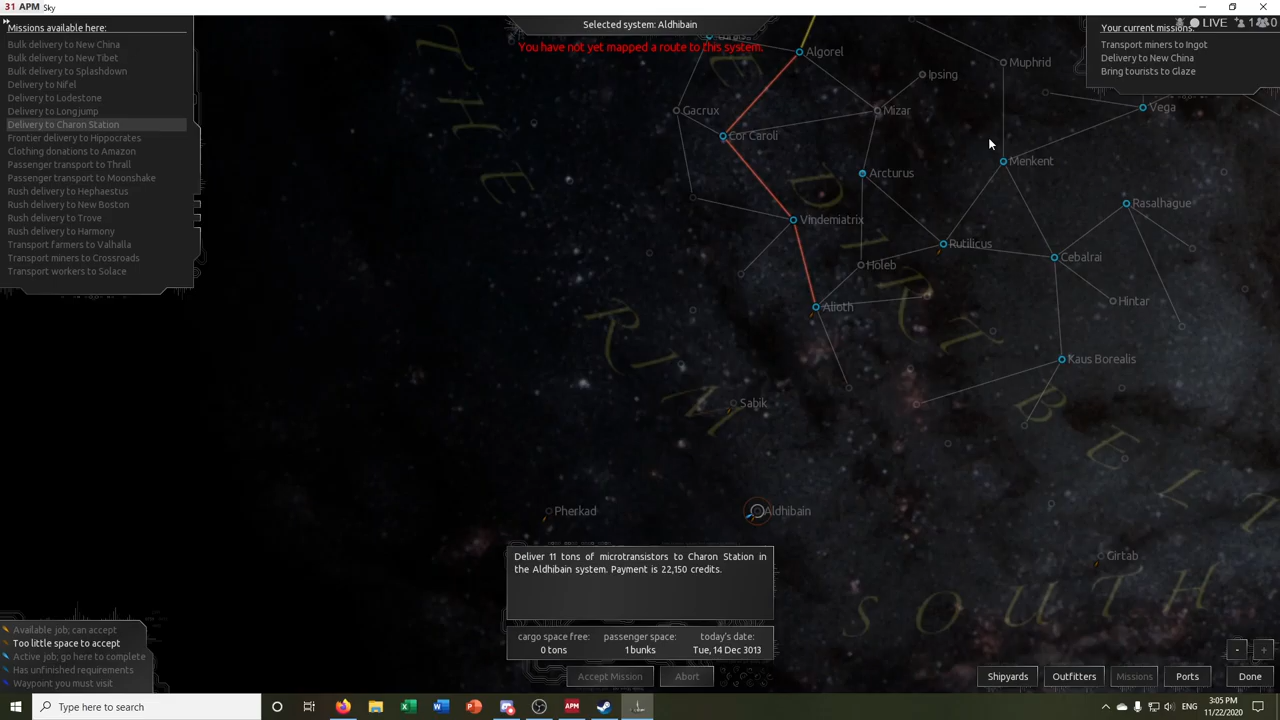 31 APM Sky
Missions available here:
Bulk delivery to New China
Bulk delivery to New Tibet
Bulk delivery to Splashdown
Delivery to Nifel
Delivery to Lodestone
Delivery to Longjump
Delivery to Charon Station
Frontier delivery to Hippocrates
Clothing donations to Amazon
Passenger transport to Thrall
Passenger transport to Moonshake
Rush delivery to Hephaestus
Rush delivery to New Boston
Rush delivery to Trove
Rush delivery to Harmony
Transport farmers to Valhalla
Transport miners to Crossroads
Transport workers to Solace
Selected system: Aldhibain
You have not yet mapped a route to this system.
LIVE
1
0
Your current missions:
Transport miners to Ingot
Delivery to New China
Bring tourists to Glaze
Algorel
Ipsing
Muphrid
Gacrux
Mizar
Vega
Cor Caroli
Menkent
Arcturus
Rasalhague
Vindemiatrix
Rutilicus
Cebalrai
Holeb
Hintar
Alioth
Kaus Borealis
Sabik
Pherkad
Aldhibain
Girtab
THE
RIM
DIRT BELT
SOUTH
Deliver 11 tons of microtransistors to Charon Station in
the Aldhibain system. Payment is 22,150 credits.
cargo space free: passenger space: today's date:
0 tons 1 bunks Tue, 14 Dec 3013
Accept Mission Abort
Available job; can accept
Too little space to accept
Active job; go here to complete
Has unfinished requirements
Waypoint you must visit
- +
Shipyards Outfitters Missions Ports Done
Type here to search
APM
ENG
3:05 PM
11/22/2020